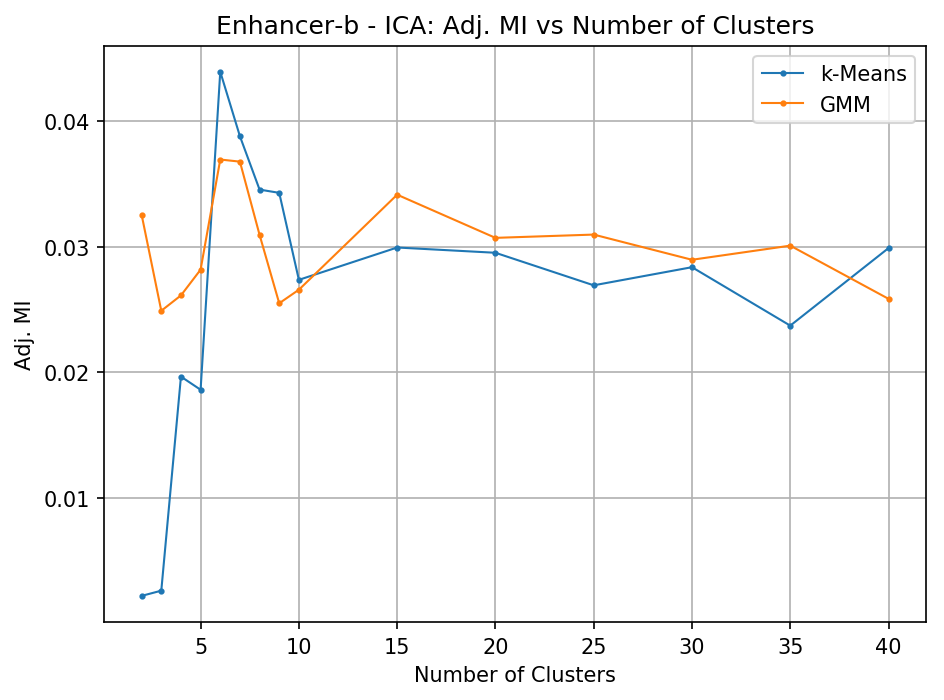 Enhancer-b - ICA: Adj. MI vs Number of Clusters
k-Means
GMM
0.04
0.03
0.02
0.01
Adj. MI
5 10 15 20 25 30 35 40
Number of Clusters